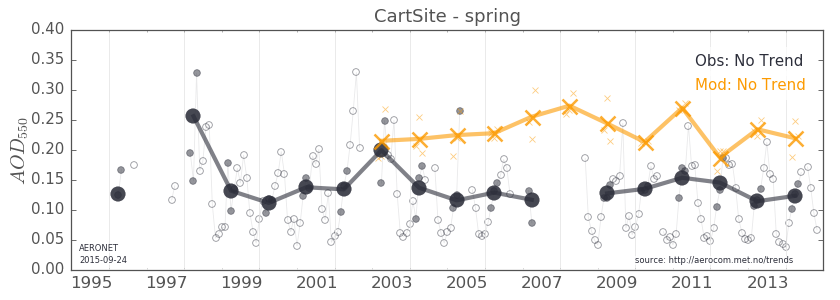 CartSite - spring
0.40
0.35
0.30
0.25
0.20
0.15
0.10
0.05
0.00
AOD550
Obs: No Trend
Mod: No Trend
AERONET
2015-09-24
source: http://aerocom.met.no/trends
1995 1997 1999 2001 2003 2005 2007 2009 2011 2013